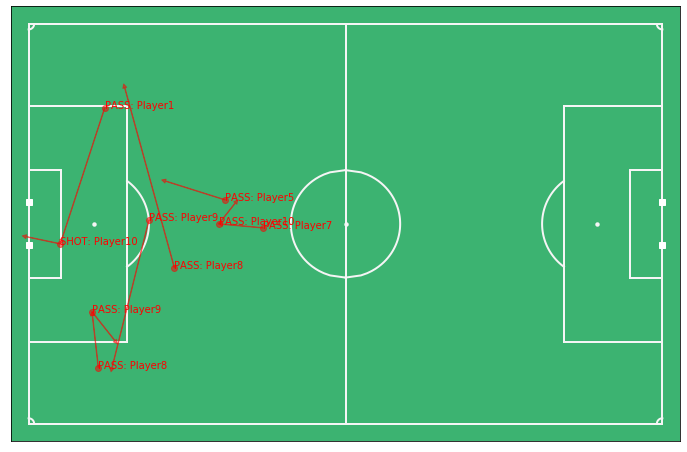 PASS: Player1
PASS: Player5
PASS: Player9
PASS: Player10
PASS: Player7
SHOT: Player10
PASS: Player8
PASS: Player9
PASS: Player8